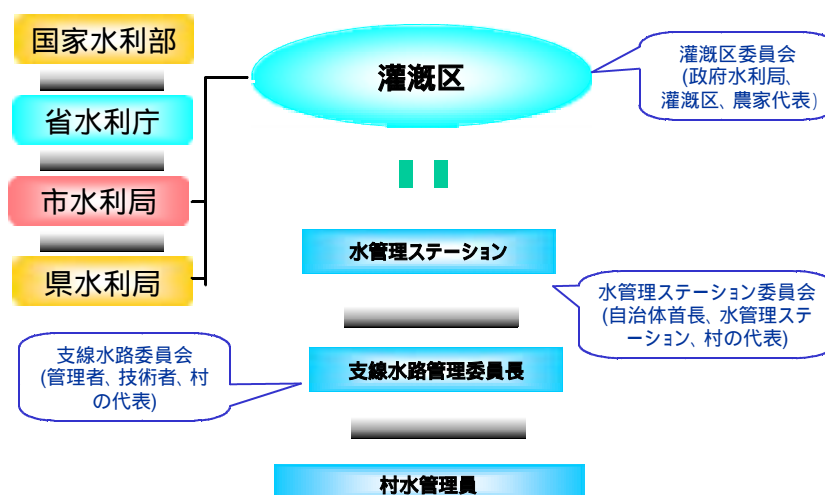 国家水利部
省水利庁
市水利局
県水利局
灌漑区
灌漑区委員会
(政府水利局、
灌漑区、農家代表)
水管理ステーション
水管理ステーション委員会
(自治体首長、水管理ステ
ーション、村の代表)
支線水路委員会
(管理者、技術者、村
の代表)
支線水路管理委員長
村水管理員